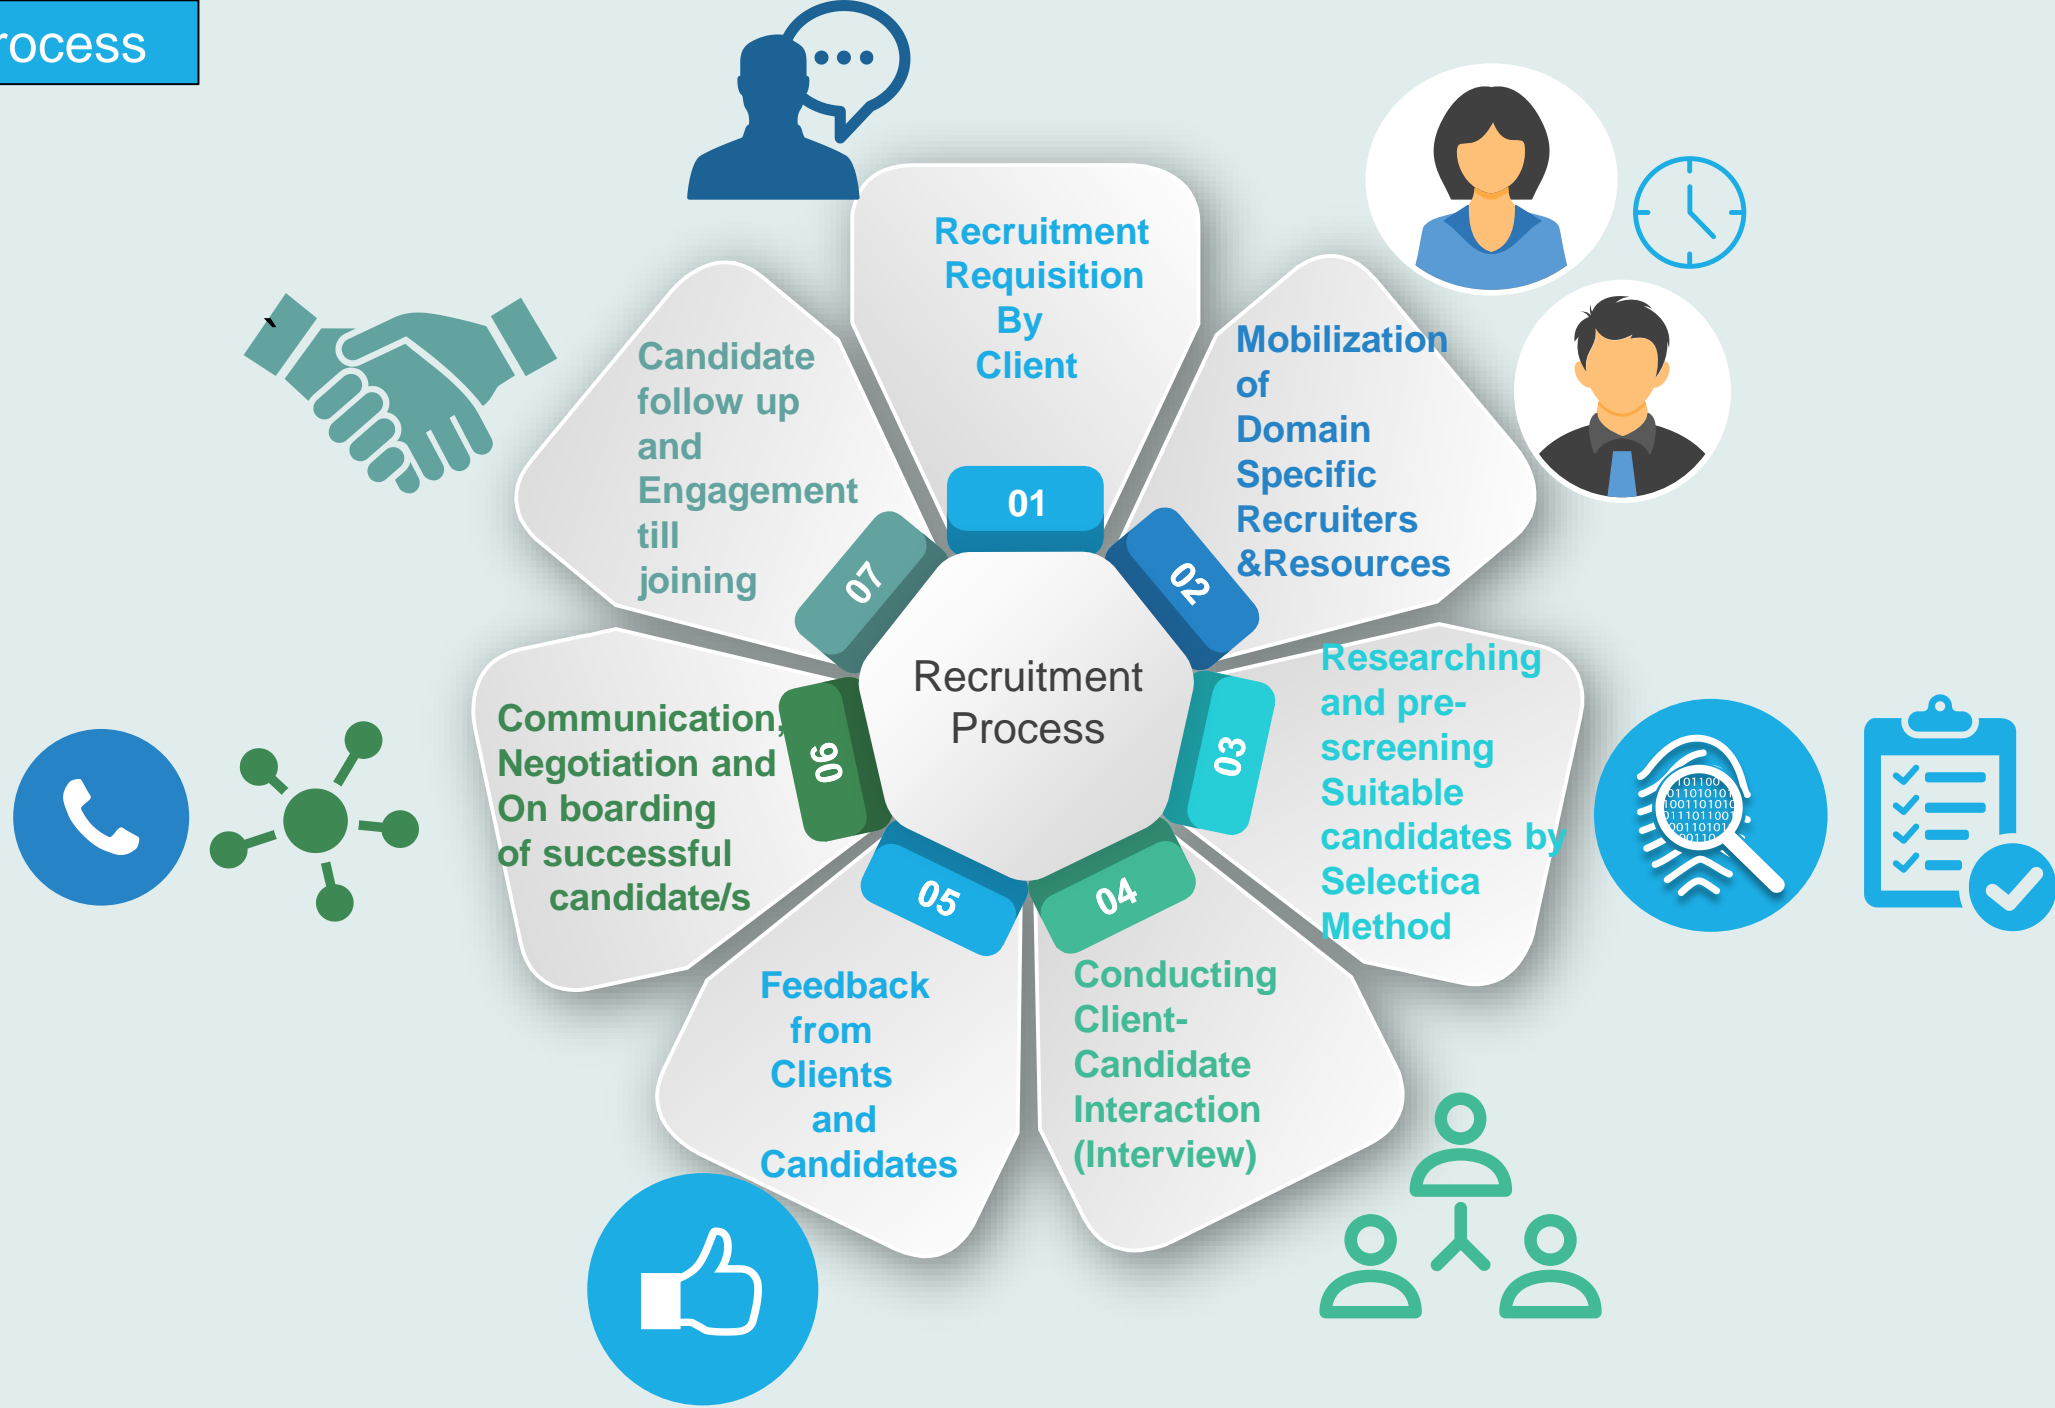 rocess
Recruitment
Requisition
By
Client
01
Mobilization
of
Domain
Specific
Recruiters
&Resources
02
Researching
and pre-
screening
Suitable
candidates by
Selectica
Method
03
Conducting
Client-
Candidate
Interaction
(Interview)
04
Feedback
from
Clients
and
Candidates
05
Communication,
Negotiation and
On boarding
of successful
candidate/s
06
Candidate
follow up
and
Engagement
till
joining
07
Recruitment
Process